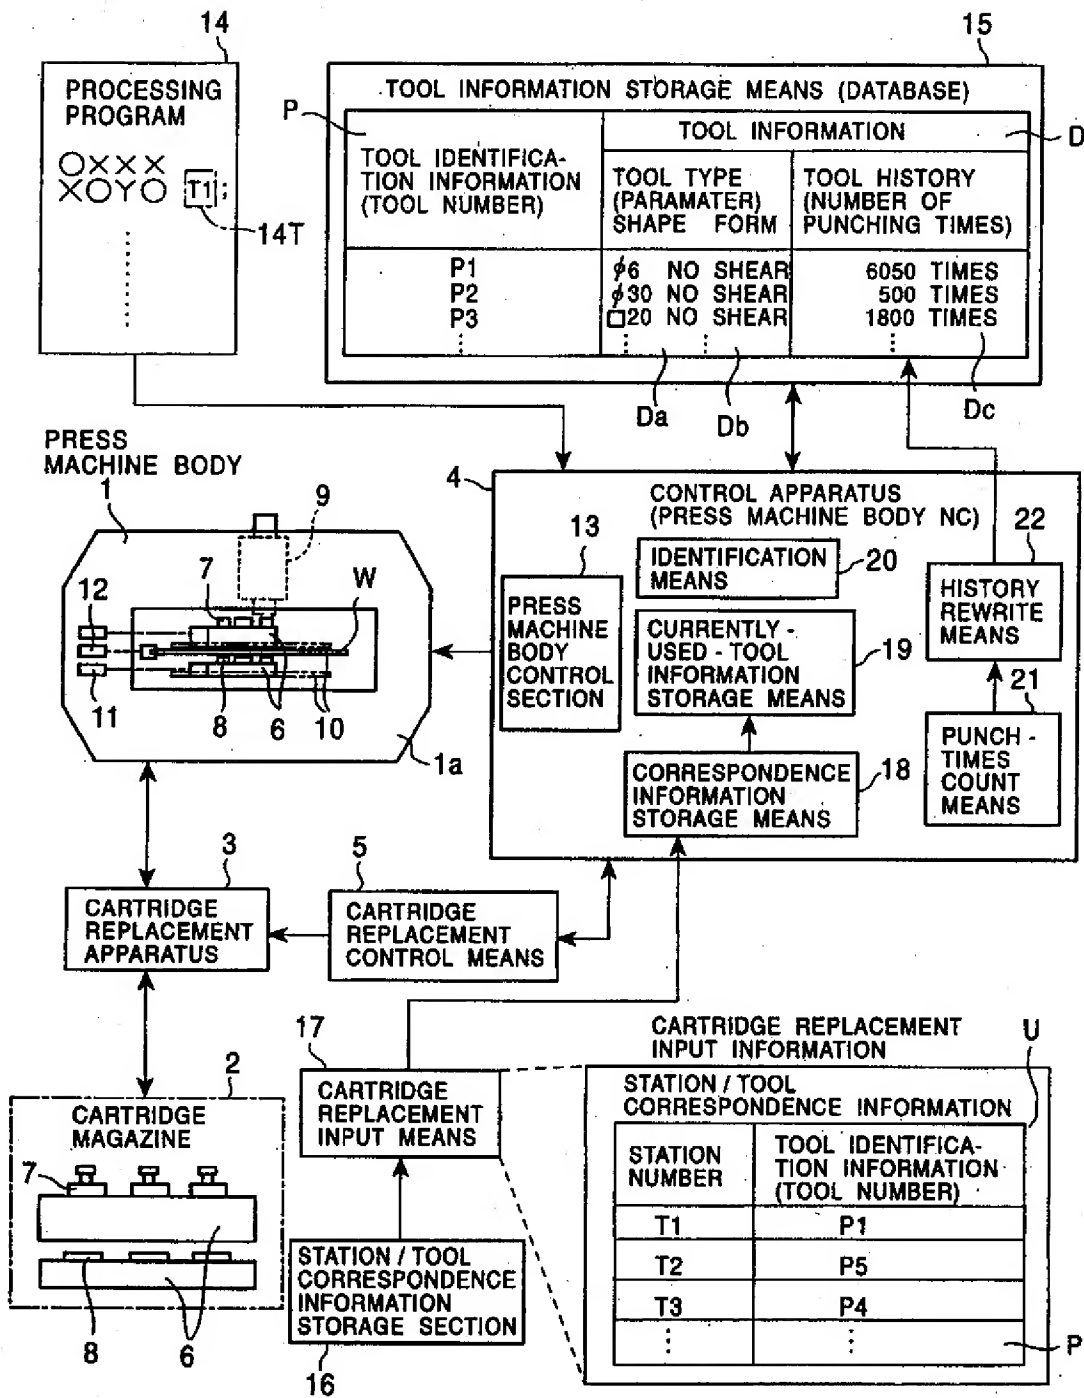 14
PROCESSING
PROGRAM
OXXX
XOYO T1;
14T
15
TOOL INFORMATION STORAGE MEANS (DATABASE)
P
TOOL INFORMATION
D
TOOL IDENTIFICA-
TION INFORMATION
(TOOL NUMBER)
TOOL TYPE
(PARAMATER)
SHAPE FORM
TOOL HISTORY
(NUMBER OF
PUNCHING TIMES)
P1 ϕ6 NO SHEAR 6050 TIMES
P2 ϕ30 NO SHEAR 500 TIMES
P3 □20 NO SHEAR 1800 TIMES
Da
Db
Dc
PRESS
MACHINE BODY
1
9
12
7
W
11
8
6
10
1a
4
CONTROL APPARATUS
(PRESS MACHINE BODY NC)
13
PRESS
MACHINE
BODY
CONTROL
SECTION
IDENTIFICATION
MEANS
20
22
HISTORY
REWRITE
MEANS
CURRENTLY -
USED - TOOL
INFORMATION
STORAGE MEANS
19
21
PUNCH -
TIMES
COUNT
MEANS
CORRESPONDENCE
INFORMATION
STORAGE MEANS
18
3
CARTRIDGE
REPLACEMENT
APPARATUS
5
CARTRIDGE
REPLACEMENT
CONTROL MEANS
2
CARTRIDGE
MAGAZINE
7
8
6
17
CARTRIDGE
REPLACEMENT
INPUT MEANS
STATION / TOOL
CORRESPONDENCE
INFORMATION
STORAGE SECTION
16
CARTRIDGE REPLACEMENT
INPUT INFORMATION
U
STATION / TOOL
CORRESPONDENCE INFORMATION
STATION
NUMBER
TOOL IDENTIFICA-
TION INFORMATION
(TOOL NUMBER)
T1 P1
T2 P5
T3 P4
P